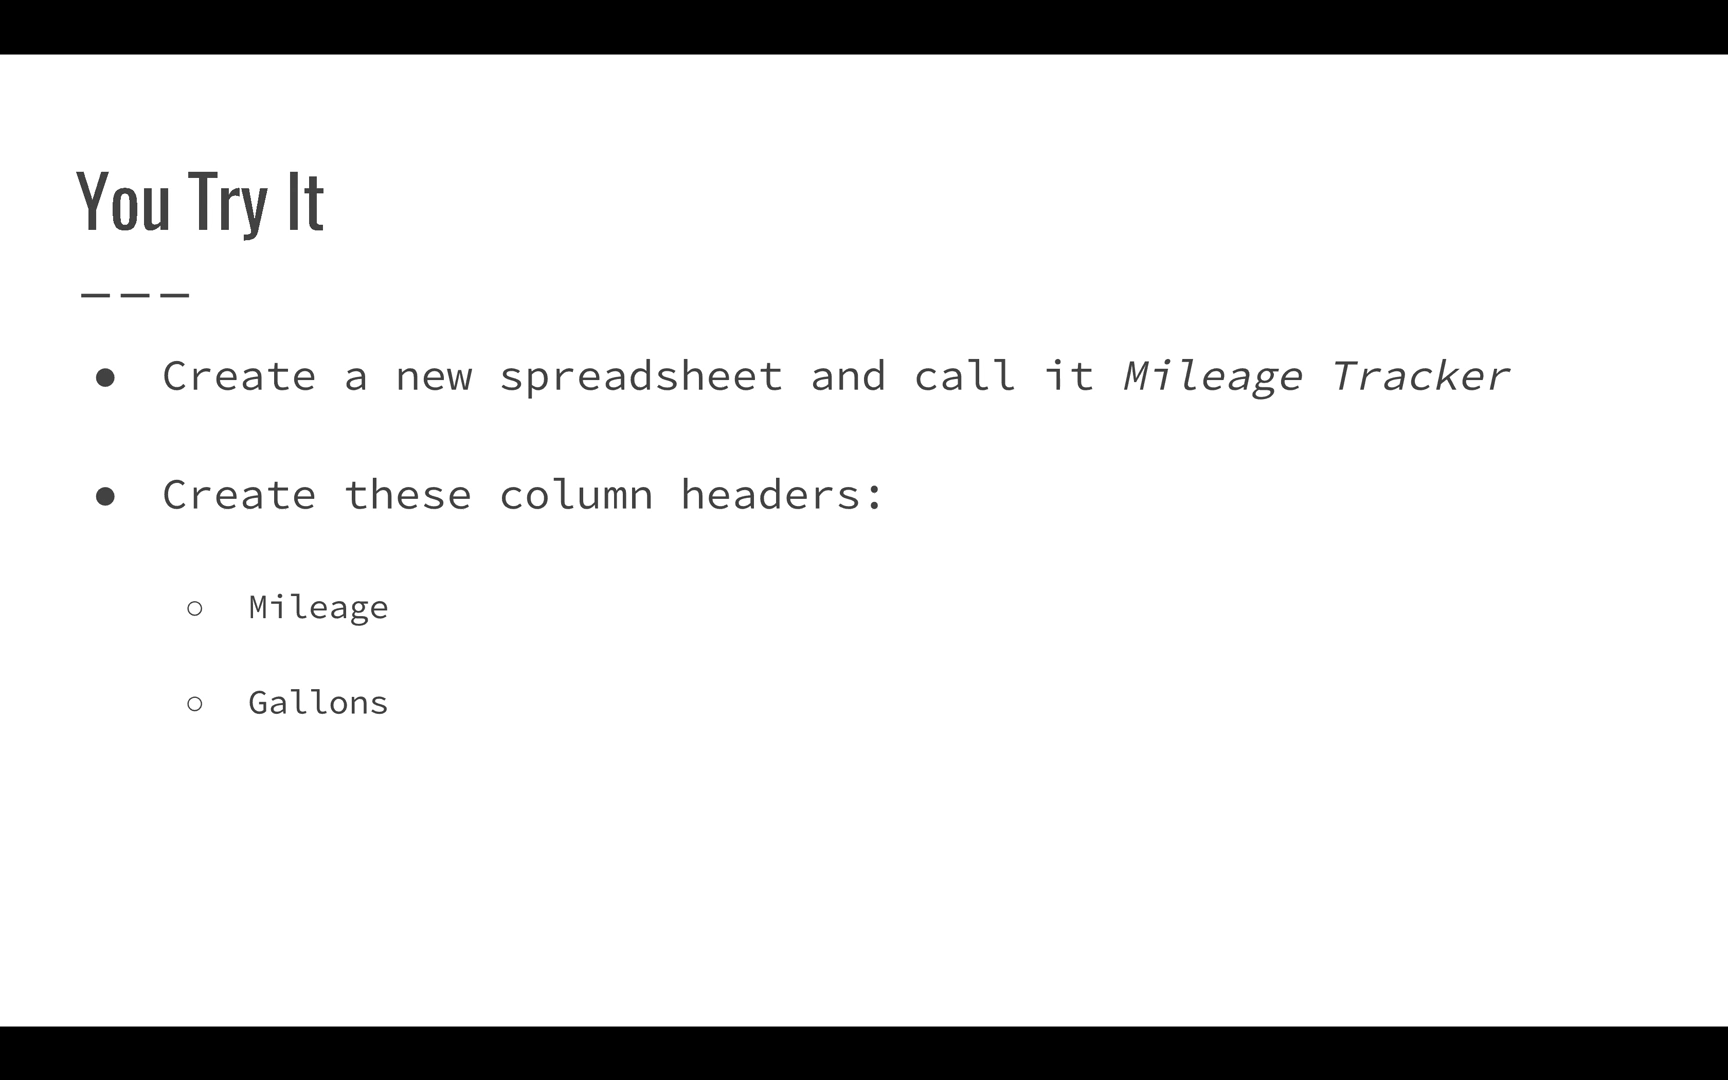 You Try It
● Create a new spreadsheet and call it Mileage Tracker
● Create these column headers:
○ Mileage
○ Gallons